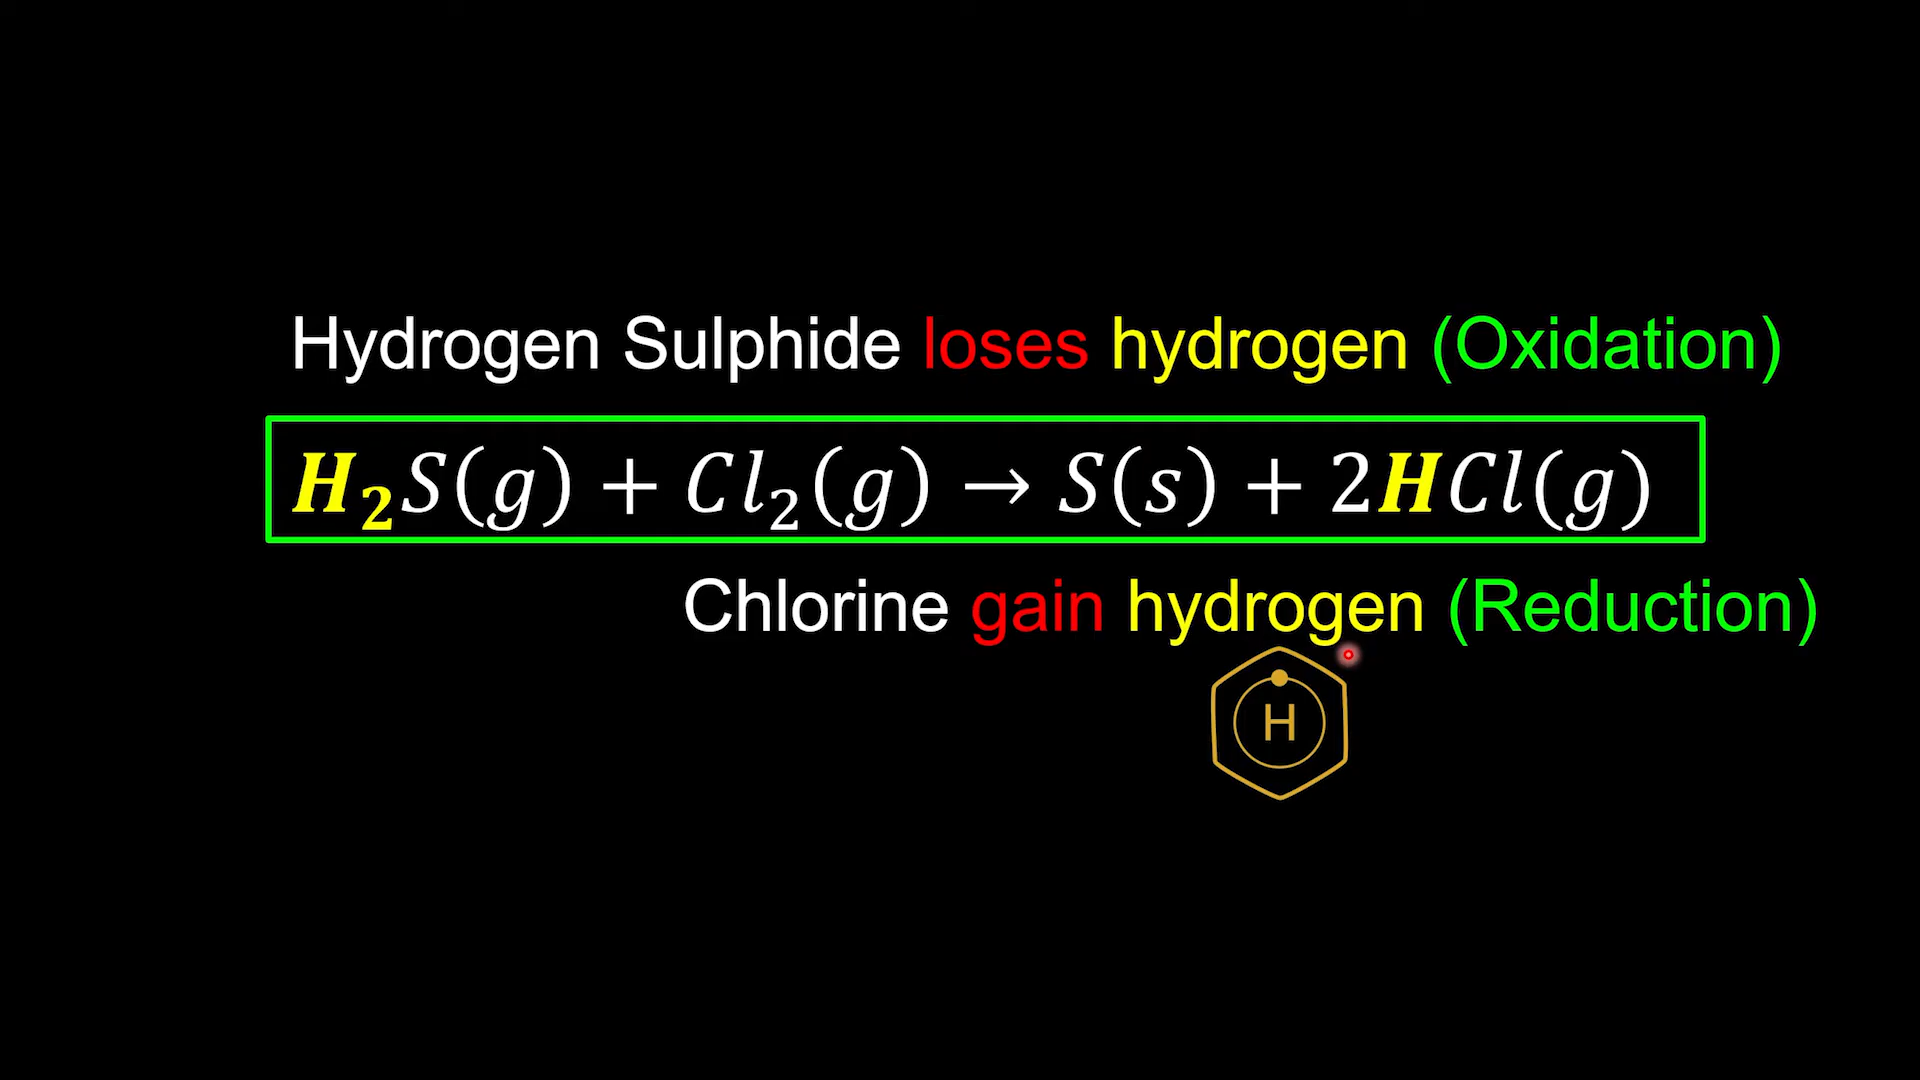 Hydrogen Sulphide loses hydrogen (Oxidation)
H₂S(g) + Cl₂(g) → S(s) + 2HCl(g)
Chlorine gain hydrogen (Reduction)
H